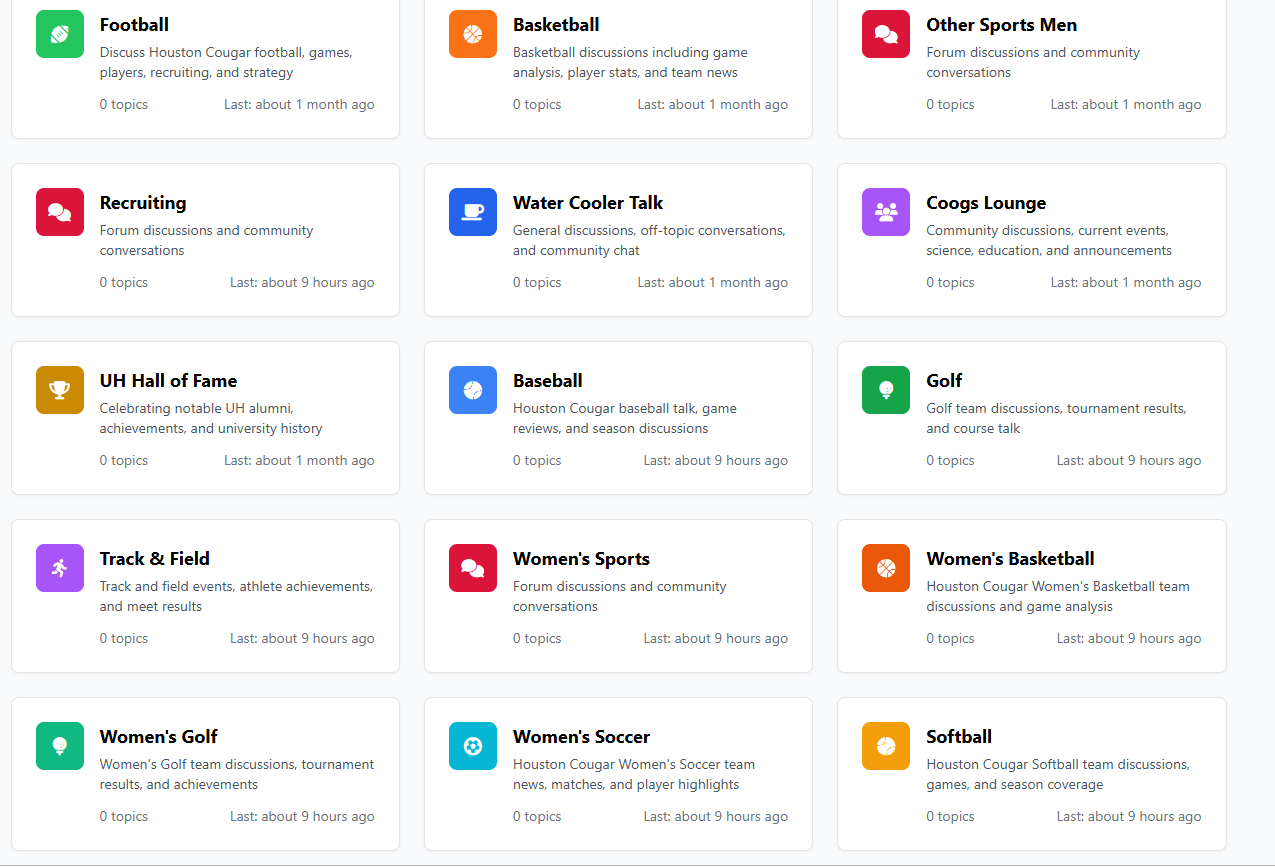 Football
Discuss Houston Cougar football, games,
players, recruiting, and strategy
0 topics Last: about 1 month ago
Basketball
Basketball discussions including game
analysis, player stats, and team news
0 topics Last: about 1 month ago
Other Sports Men
Forum discussions and community
conversations
0 topics Last: about 1 month ago
Recruiting
Forum discussions and community
conversations
0 topics Last: about 9 hours ago
Water Cooler Talk
General discussions, off-topic conversations,
and community chat
0 topics Last: about 1 month ago
Coogs Lounge
Community discussions, current events,
science, education, and announcements
0 topics Last: about 1 month ago
UH Hall of Fame
Celebrating notable UH alumni,
achievements, and university history
0 topics Last: about 1 month ago
Baseball
Houston Cougar baseball talk, game
reviews, and season discussions
0 topics Last: about 9 hours ago
Golf
Golf team discussions, tournament results,
and course talk
0 topics Last: about 9 hours ago
Track & Field
Track and field events, athlete achievements,
and meet results
0 topics Last: about 9 hours ago
Women's Sports
Forum discussions and community
conversations
0 topics Last: about 9 hours ago
Women's Basketball
Houston Cougar Women's Basketball team
discussions and game analysis
0 topics Last: about 9 hours ago
Women's Golf
Women's Golf team discussions, tournament
results, and achievements
0 topics Last: about 9 hours ago
Women's Soccer
Houston Cougar Women's Soccer team
news, matches, and player highlights
0 topics Last: about 9 hours ago
Softball
Houston Cougar Softball team discussions,
games, and season coverage
0 topics Last: about 9 hours ago